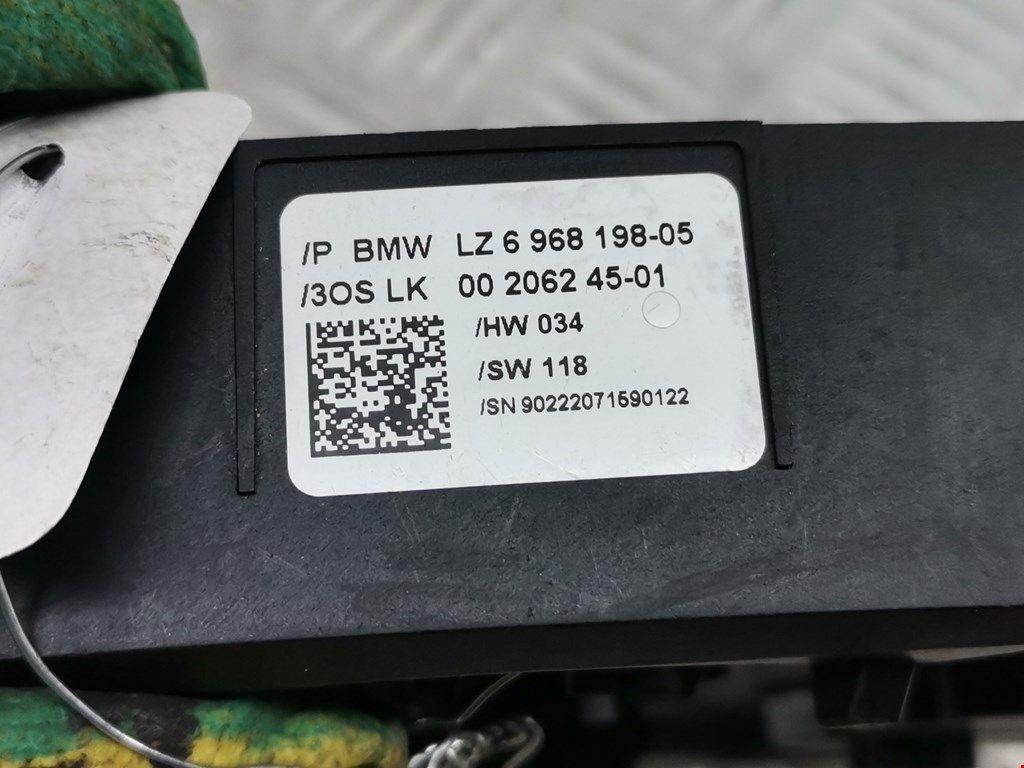 /P BMW LZ 6 968 198-05
/3OS LK 00 2062 45-01
/HW 034
/SW 118
/SN 90222071590122